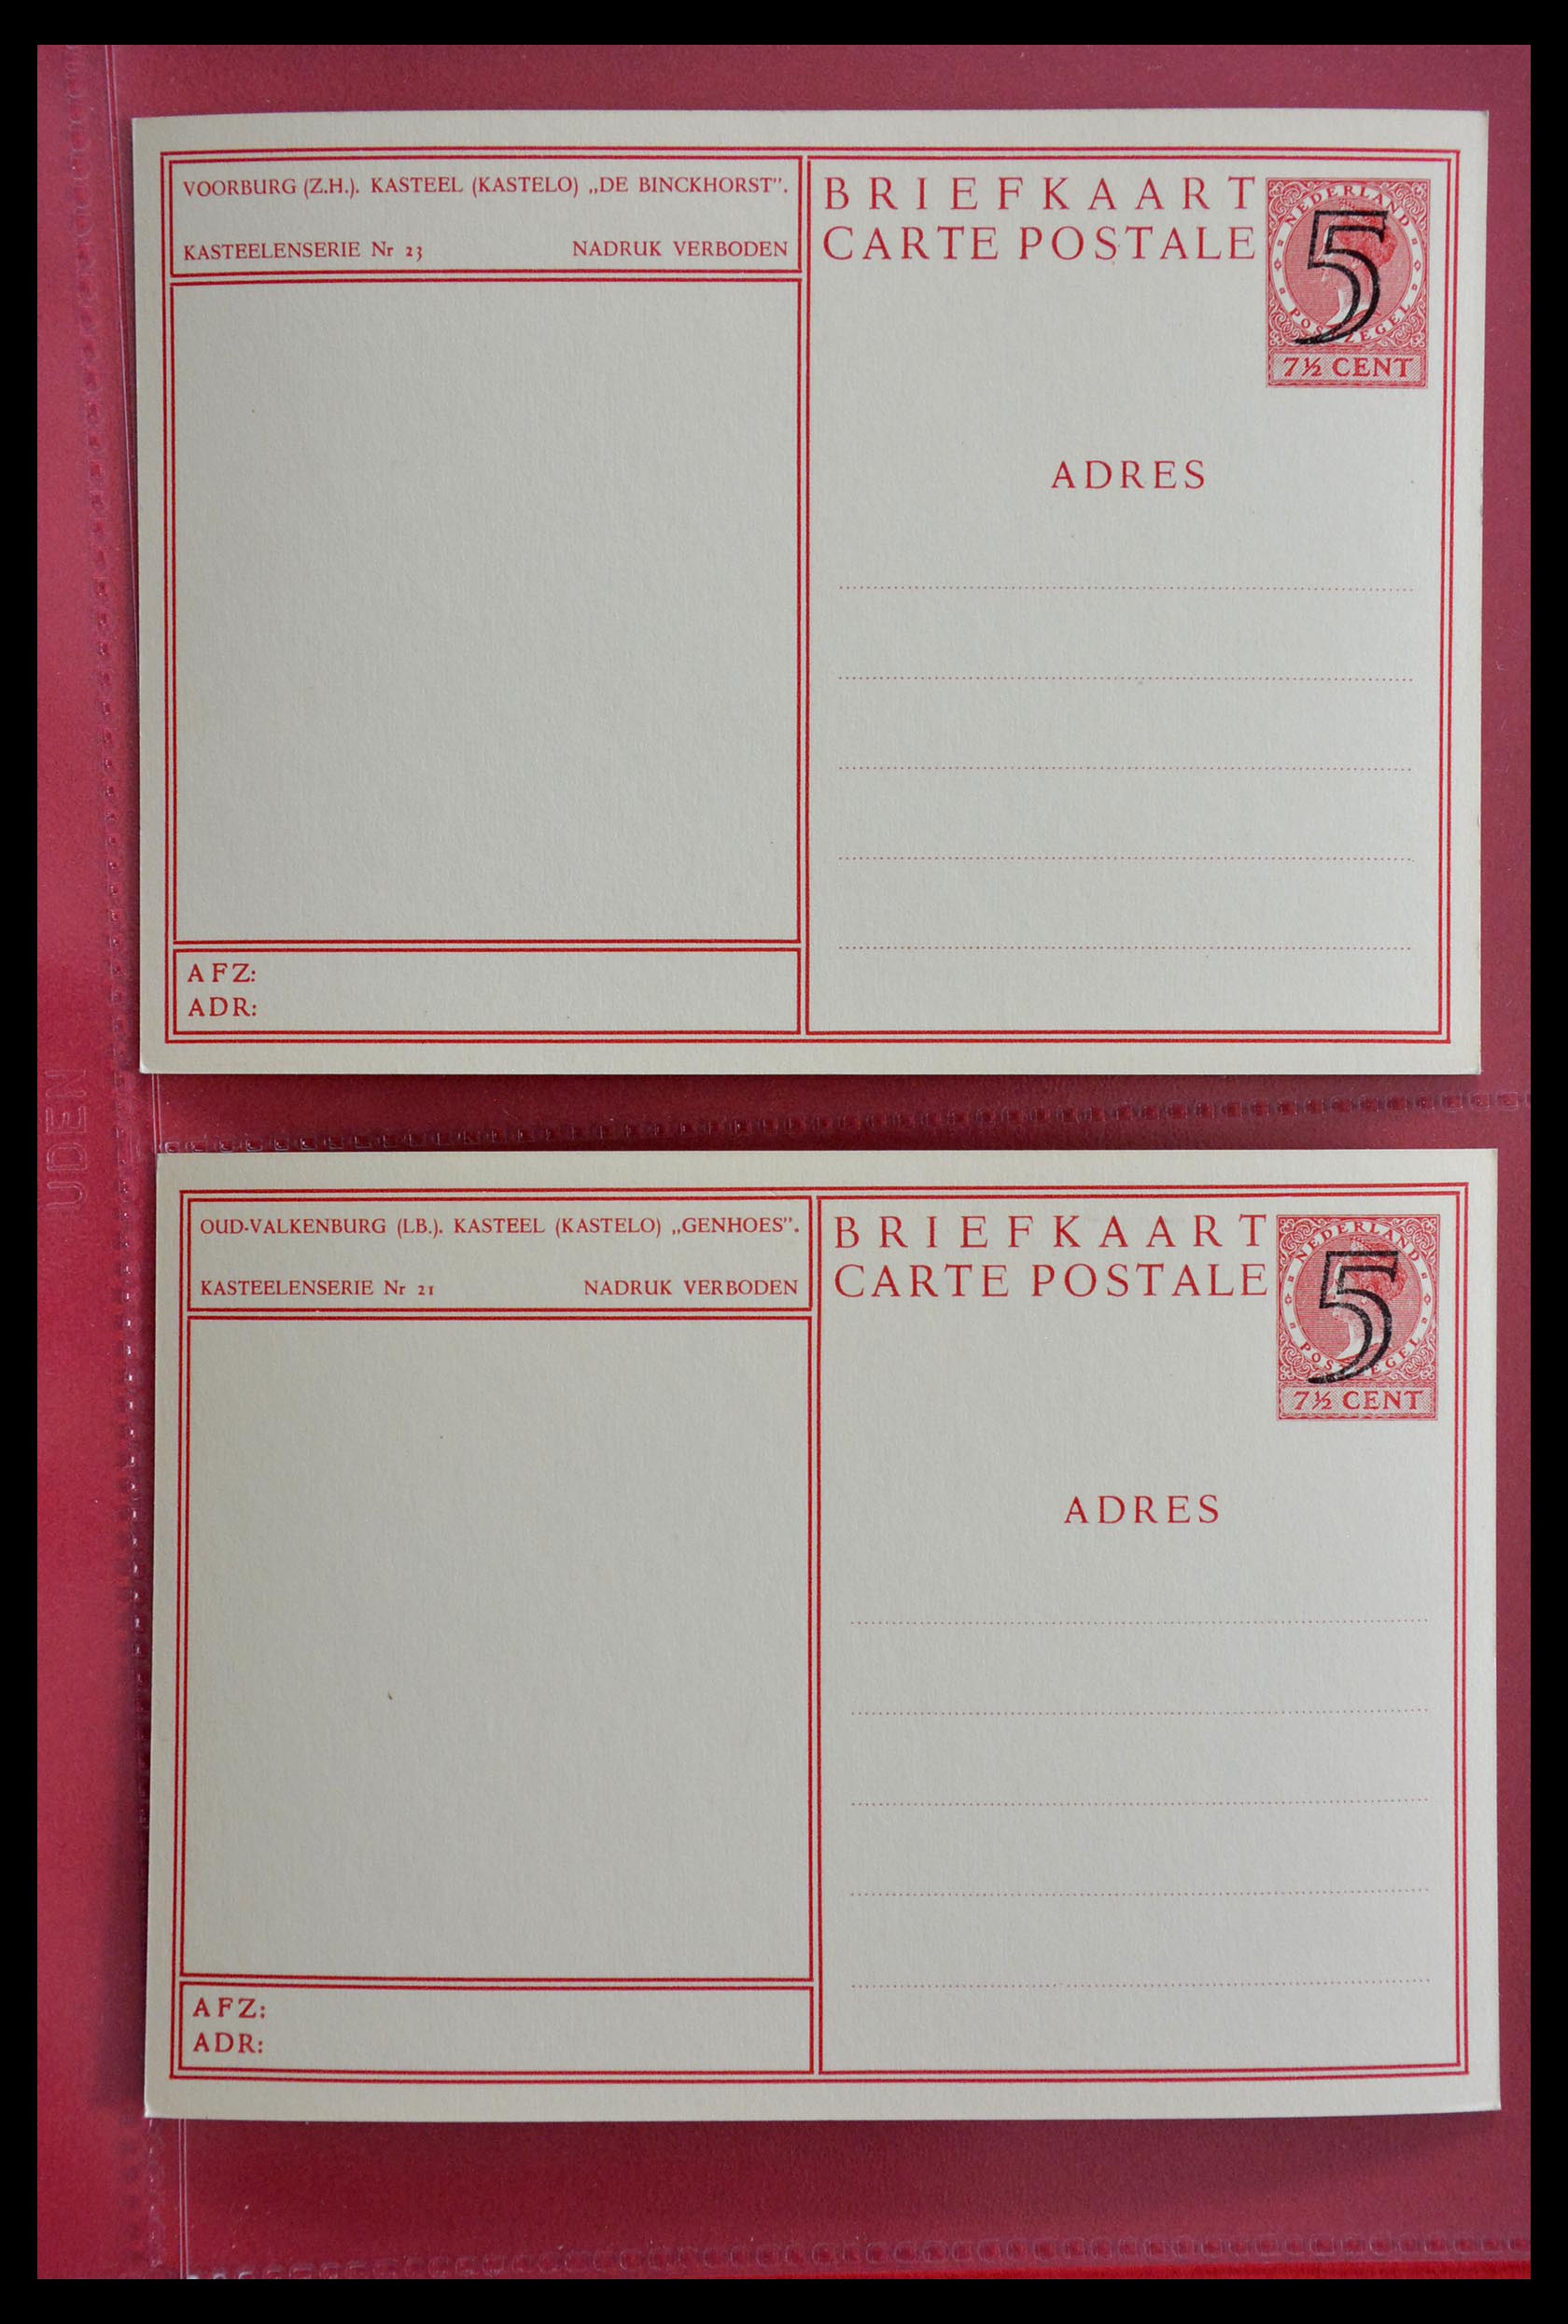 VOORBURG (Z.H.). KASTEEL (KASTELO) „DE BINCKHORST”.
KASTEELENSERIE Nr 23 NADRUK VERBODEN
BRIEFKAART
CARTE POSTALE
NEDERLAND
5
POSTZEGEL
7½ CENT
ADRES
AFZ:
ADR:
UDEN
OUD-VALKENBURG (LB.). KASTEEL (KASTELO) „GENHOES”.
KASTEELENSERIE Nr 21 NADRUK VERBODEN
BRIEFKAART
CARTE POSTALE
NEDERLAND
5
POSTZEGEL
7½ CENT
ADRES
AFZ:
ADR: